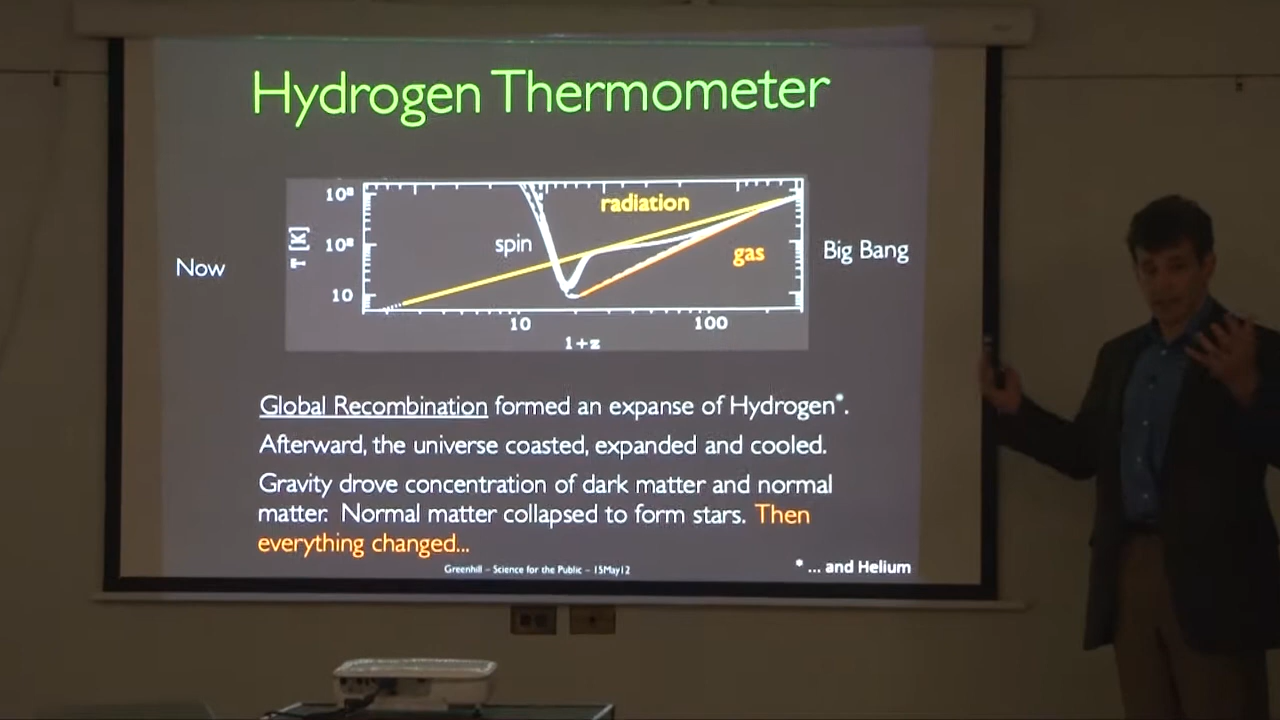 Hydrogen Thermometer
10³
radiation
spin
10²
gas
T [K]
Now
Big Bang
10
10
100
1+z
Global Recombination formed an expanse of Hydrogen*.
Afterward, the universe coasted, expanded and cooled.
Gravity drove concentration of dark matter and normal
matter. Normal matter collapsed to form stars. Then
everything changed...
Greenhill – Science for the Public – 15May12
* ... and Helium